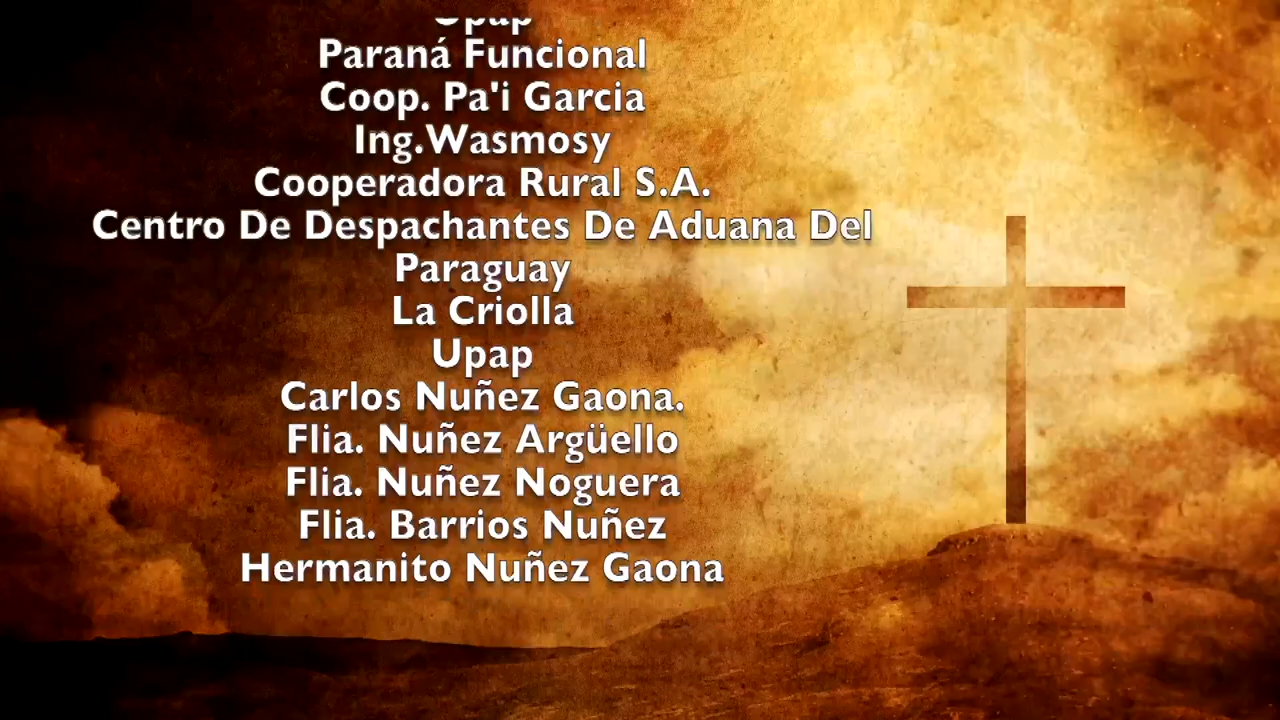 Upap
Paraná Funcional
Coop. Pa'i Garcia
Ing.Wasmosy
Cooperadora Rural S.A.
Centro De Despachantes De Aduana Del
Paraguay
La Criolla
Upap
Carlos Nuñez Gaona.
Flia. Nuñez Argüello
Flia. Nuñez Noguera
Flia. Barrios Nuñez
Hermanito Nuñez Gaona